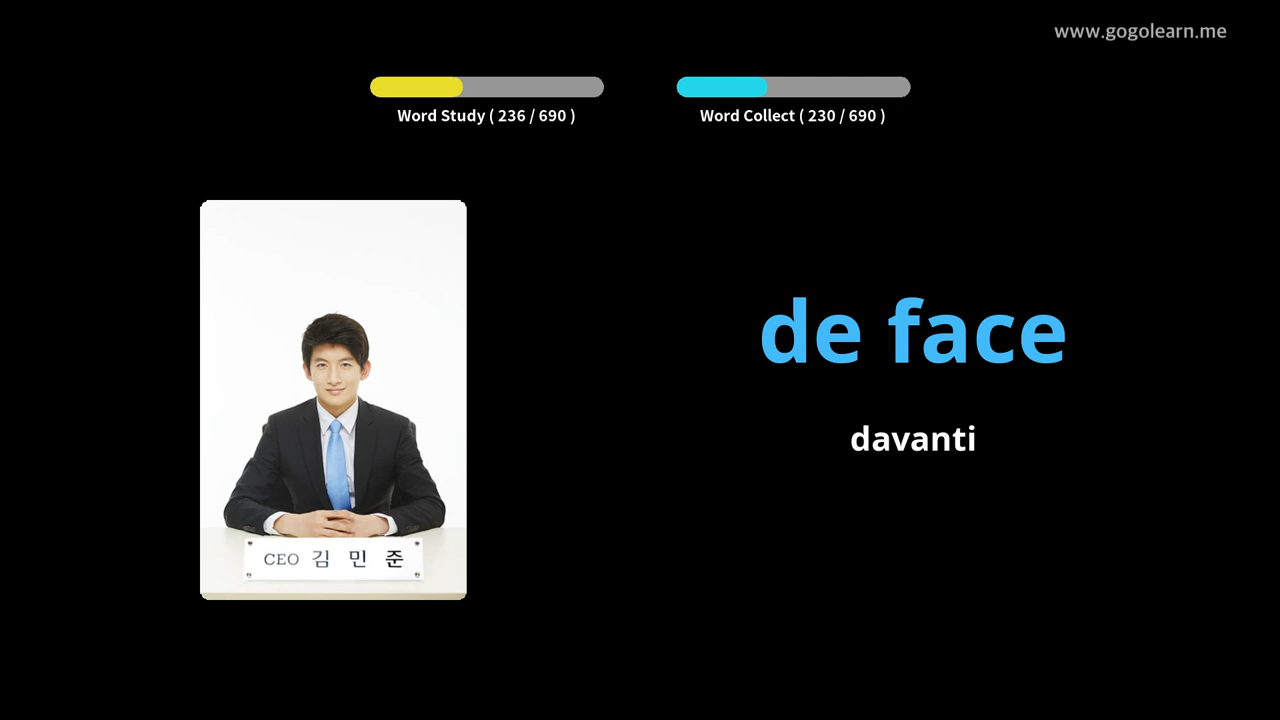 www.gogolearn.me
Word Study ( 236 / 690 )
Word Collect ( 230 / 690 )
de face
davanti
CEO 김 민 준